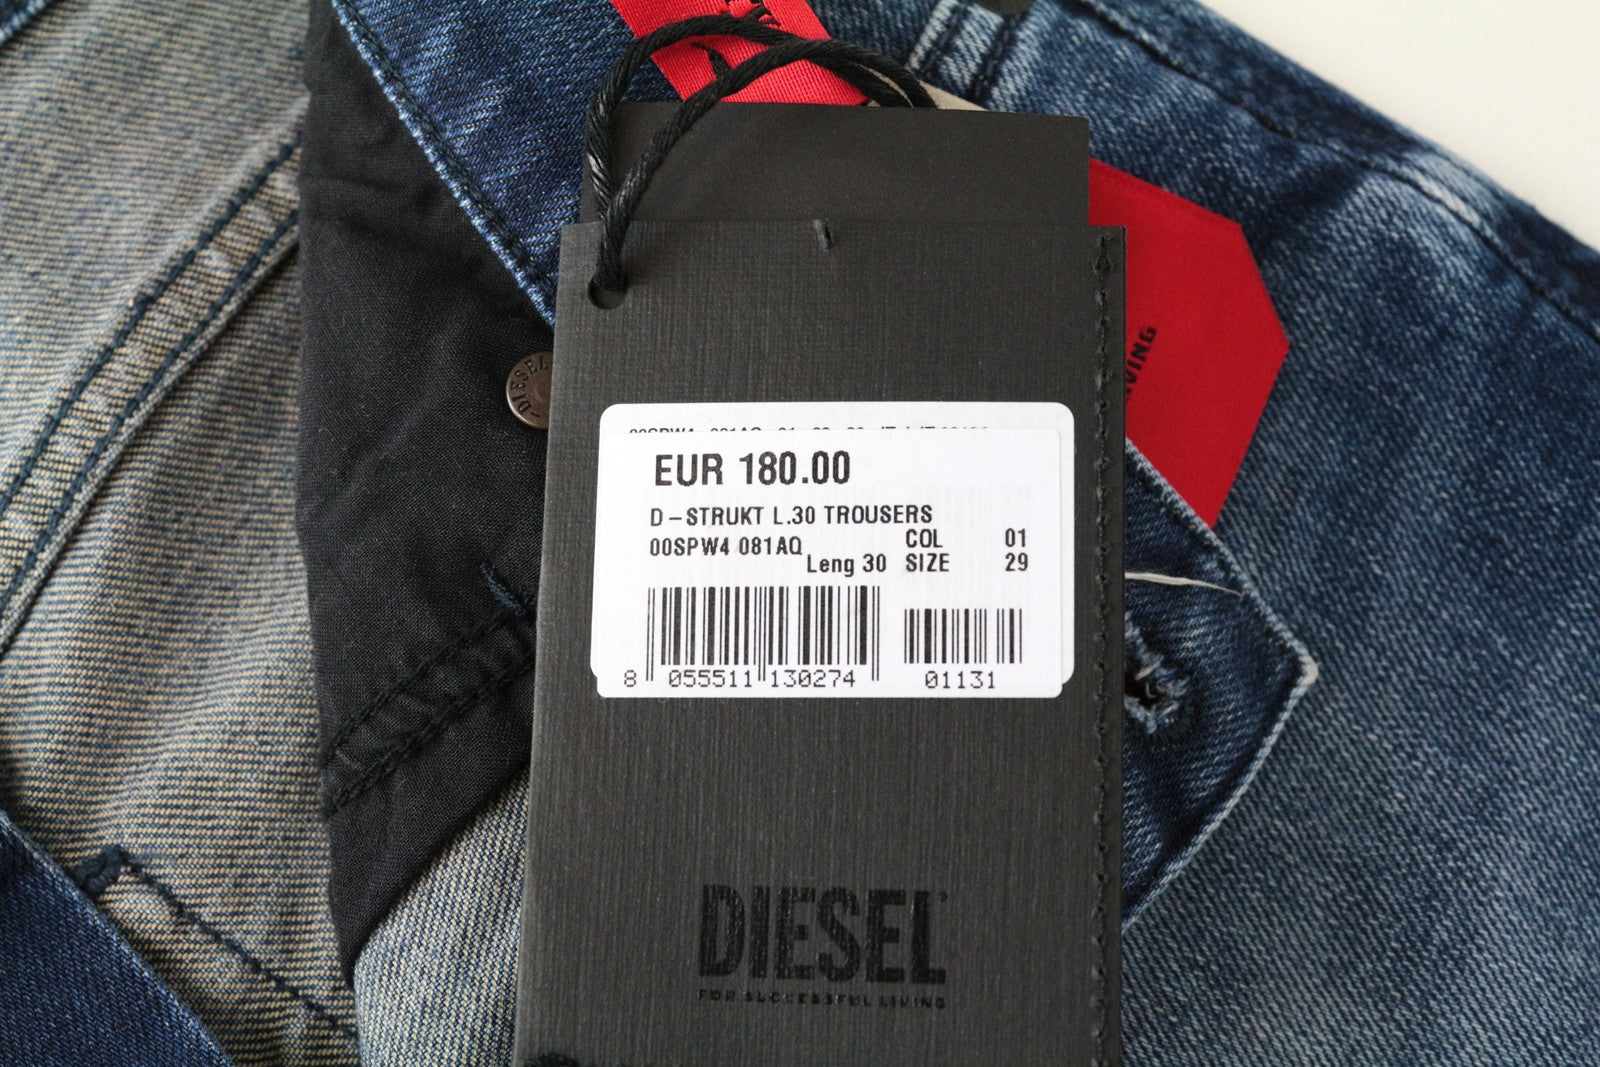 EUR 180.00
D-STRUKT L.30 TROUSERS
00SPW4 081AQ COL 01
Leng 30 SIZE 29
8 055511 130274 01131
DIESEL
FOR SUCCESSFUL LIVING
DIESEL